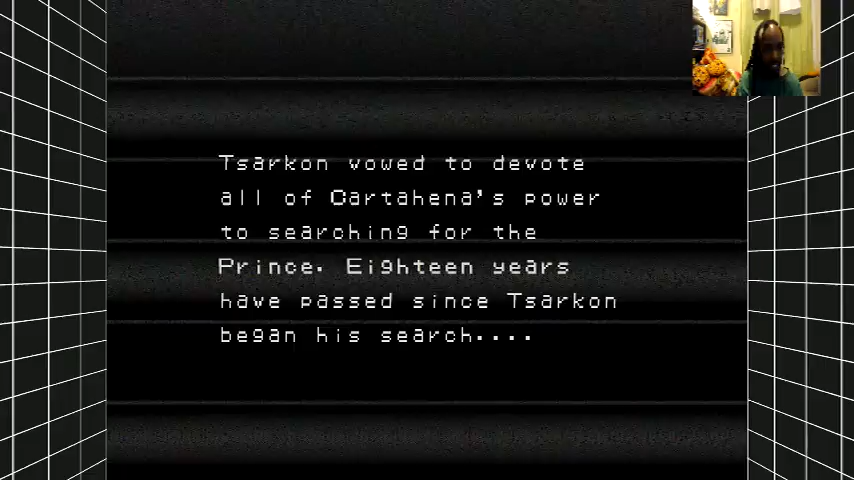 Tsarkon vowed to devote
all of Cartahena's power
to searching for the
Prince. Eighteen years
have passed since Tsarkon
began his search....